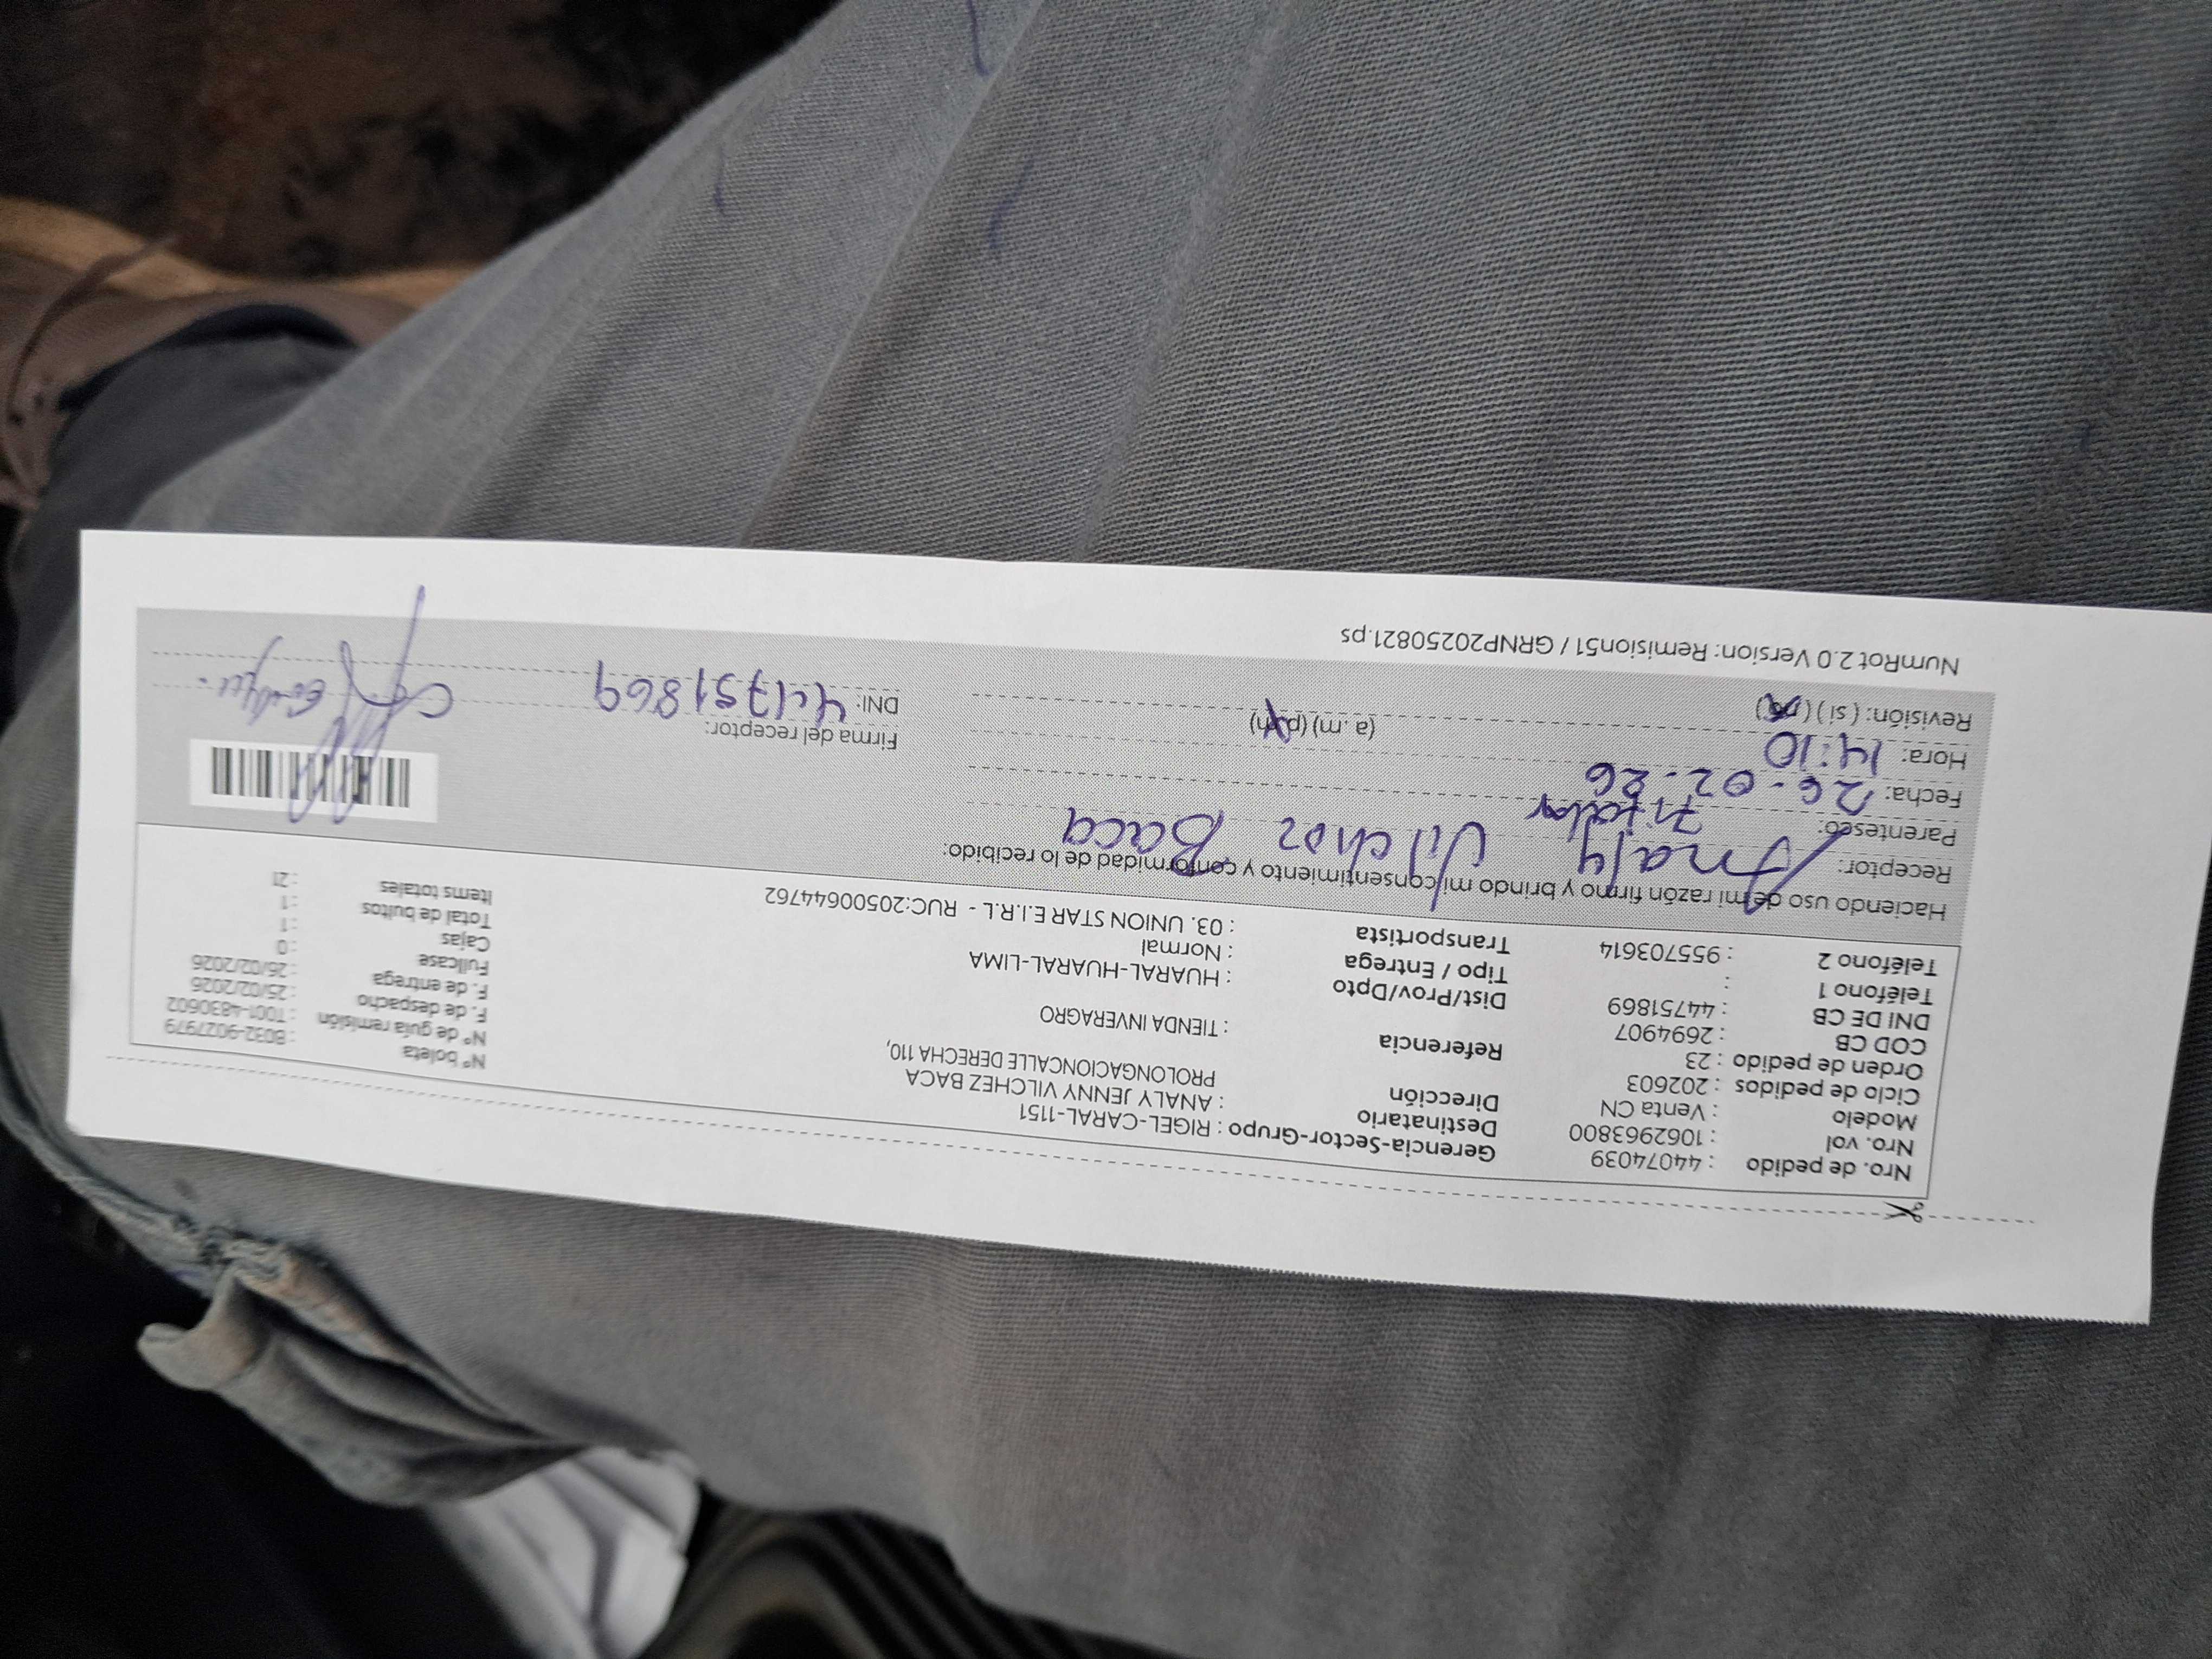 Nro. de pedido : 44074039
Nro. vol : 1062963800
Modelo : Venta CN
Ciclo de pedidos : 202603
Orden de pedido : 23
COD CB : 2694907
DNI DE CB : 44751869
Teléfono 1 :
Teléfono 2 : 955703614
Gerencia-Sector-Grupo : RIGEL-CARAL-1151
Destinatario : ANALY JENNY VILCHEZ BACA
Dirección : PROLONGACIONCALLE DERECHA 110,
Referencia : TIENDA INVERAGRO
Dist/Prov/Dpto : HUARAL-HUARAL-LIMA
Tipo / Entrega : Normal
Transportista : 03. UNION STAR E.I.R.L - RUC:20500644762
N° boleta : B032-9027979
N° de guía remisión : T001-4830602
F. de despacho : 25/02/2026
F. de entrega : 26/02/2026
Fullcase : 0
Cajas : 1
Total de bultos : 1
Items totales : 21
Haciendo uso de mi razón firmo y brindo mi consentimiento y conformidad de lo recibido:
Receptor: Analy Vilchez Baca
Parentesco: Titular
Fecha: 26.02.26
Hora: 14:10 (a. m) (p. m)
Revisión: ( si ) ( no )
Firma del receptor:
DNI: 44751869
NumRot 2.0 Version: Remision51 / GRNP20250821.ps